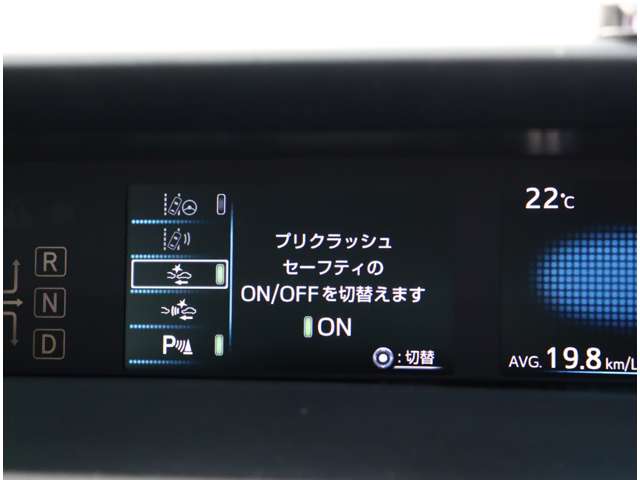 R
N
D
P
プリクラッシュ
セーフティの
ON/OFFを切替えます
ON
:切替
22℃
AVG. 19.8 km/L